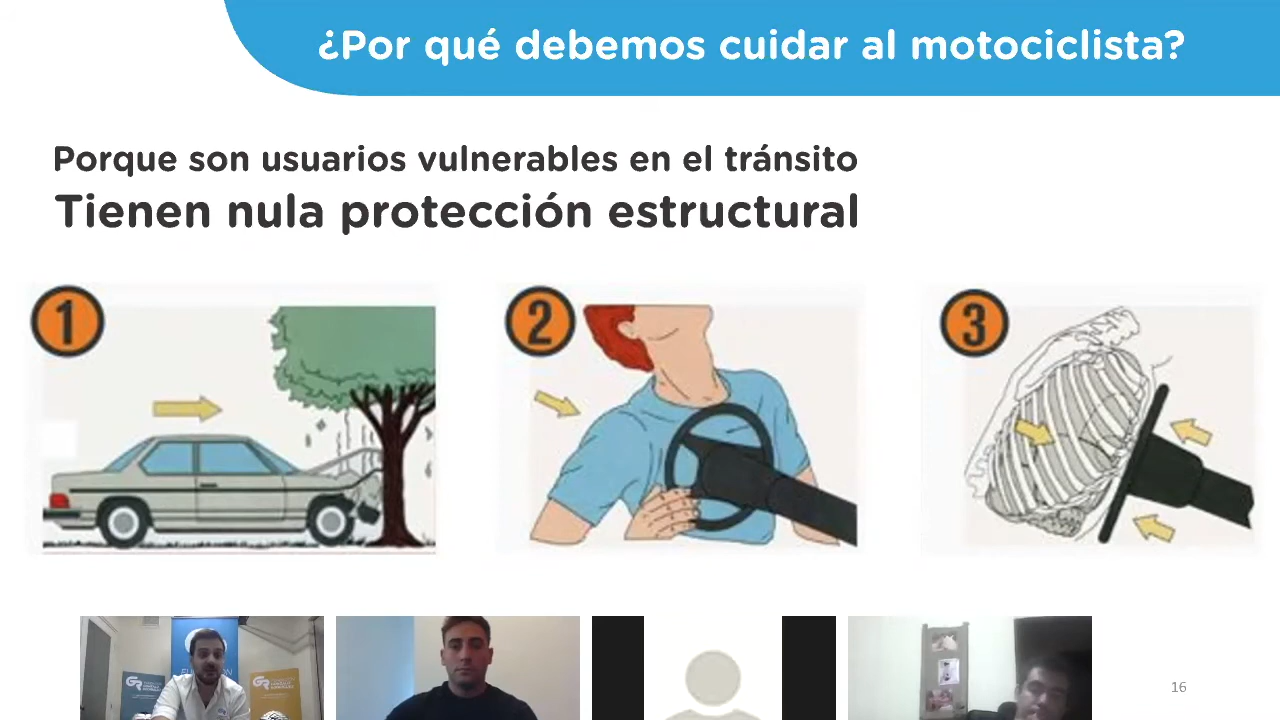 ¿Por qué debemos cuidar al motociclista?
Porque son usuarios vulnerables en el tránsito
Tienen nula protección estructural
1
2
3
16